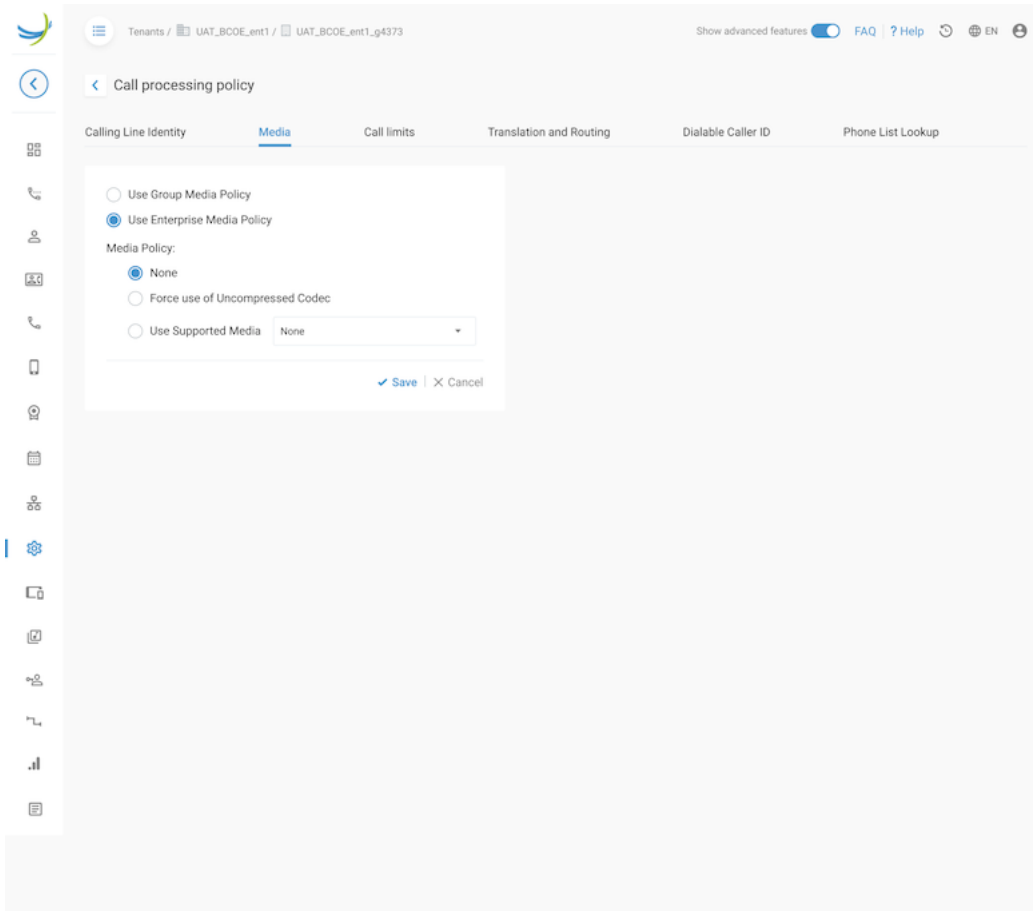 Tenants / UAT_BCOE_ent1 / UAT_BCOE_ent1_g4373
Show advanced features FAQ ? Help EN
Call processing policy
Calling Line Identity Media Call limits Translation and Routing Dialable Caller ID Phone List Lookup
Use Group Media Policy
Use Enterprise Media Policy
Media Policy:
None
Force use of Uncompressed Codec
Use Supported Media None
Save Cancel